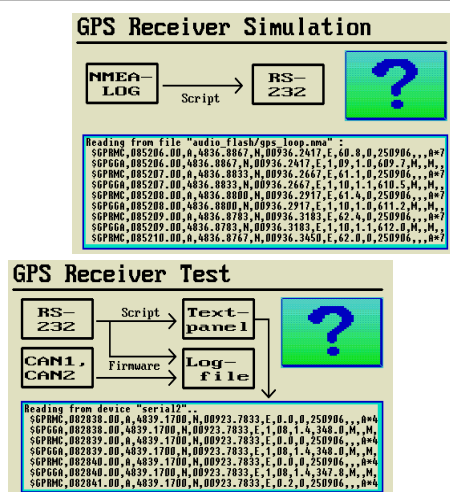 GPS Receiver Simulation
NMEA-
LOG
Script
RS-
232
?
Reading from file "audio_flash/gps_loop.nma" :
$GPRMC,085206.00,A,4836.8867,N,00936.2417,E,60.8,0,250906,,,A*7
$GPGGA,085206.00,4836.8867,N,00936.2417,E,1,09,1.0,609.7,M,,M,,
$GPRMC,085207.00,A,4836.8833,N,00936.2667,E,61.1,0,250906,,,A*7
$GPGGA,085207.00,4836.8833,N,00936.2667,E,1,10,1.1,610.5,M,,M,,
$GPRMC,085208.00,A,4836.8800,N,00936.2917,E,61.4,0,250906,,,A*7
$GPGGA,085208.00,4836.8800,N,00936.2917,E,1,10,1.0,611.2,M,,M,,
$GPRMC,085209.00,A,4836.8783,N,00936.3183,E,62.4,0,250906,,,A*7
$GPGGA,085209.00,4836.8783,N,00936.3183,E,1,10,1.1,612.0,M,,M,,
$GPRMC,085210.00,A,4836.8767,N,00936.3450,E,62.0,0,250906,,,A*7
GPS Receiver Test
RS-
232
Script
Text-
panel
?
CAN1,
CAN2
Firmware
Log-
file
Reading from device "serial2"..
$GPRMC,082838.00,A,4839.1700,N,00923.7833,E,0.0,0,250906,,,A*4
$GPGGA,082838.00,4839.1700,N,00923.7833,E,1,08,1.4,348.0,M,,M,
$GPRMC,082839.00,A,4839.1700,N,00923.7833,E,0.0,0,250906,,,A*4
$GPGGA,082839.00,4839.1700,N,00923.7833,E,1,08,1.4,348.0,M,,M,
$GPRMC,082840.00,A,4839.1700,N,00923.7833,E,0.0,0,250906,,,A*4
$GPGGA,082840.00,4839.1700,N,00923.7833,E,1,08,1.4,347.8,M,,M,
$GPRMC,082841.00,A,4839.1700,N,00923.7833,E,0.2,0,250906,,,A*4